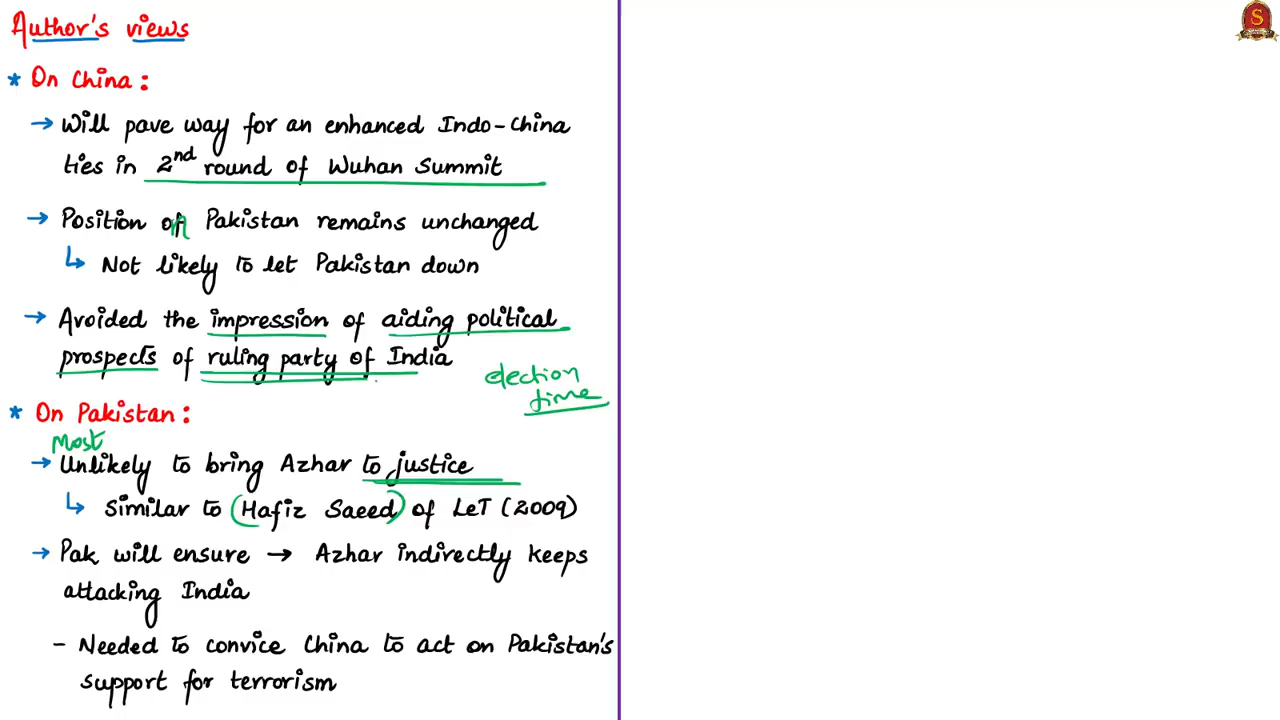 Author's views
* On China:
→ Will pave way for an enhanced Indo-China
ties in 2nd round of Wuhan Summit
→ Position on Pakistan remains unchanged
↳ Not likely to let Pakistan down
→ Avoided the impression of aiding political
prospects of ruling party of India
election
time
* On Pakistan:
Most
→ Unlikely to bring Azhar to justice
↳ Similar to (Hafiz Saeed) of LeT (2009)
→ Pak will ensure → Azhar indirectly keeps
attacking India
- Needed to convice China to act on Pakistan's
support for terrorism
S